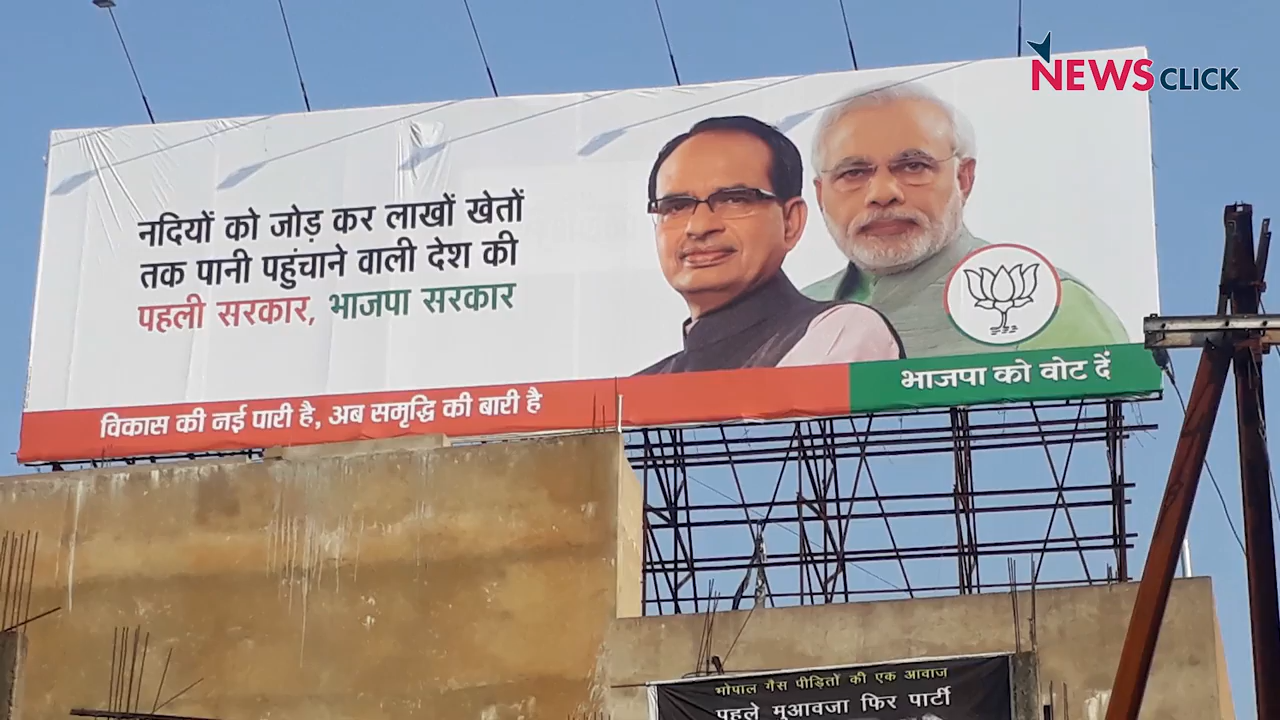 NEWSCLICK
नदियों को जोड़ कर लाखों खेतों
तक पानी पहुंचाने वाली देश की
पहली सरकार, भाजपा सरकार
भाजपा को वोट दें
विकास की नई पारी है, अब समृद्धि की बारी है
भोपाल गैस पीड़ितों की एक आवाज
पहले मुआवजा फिर पार्टी